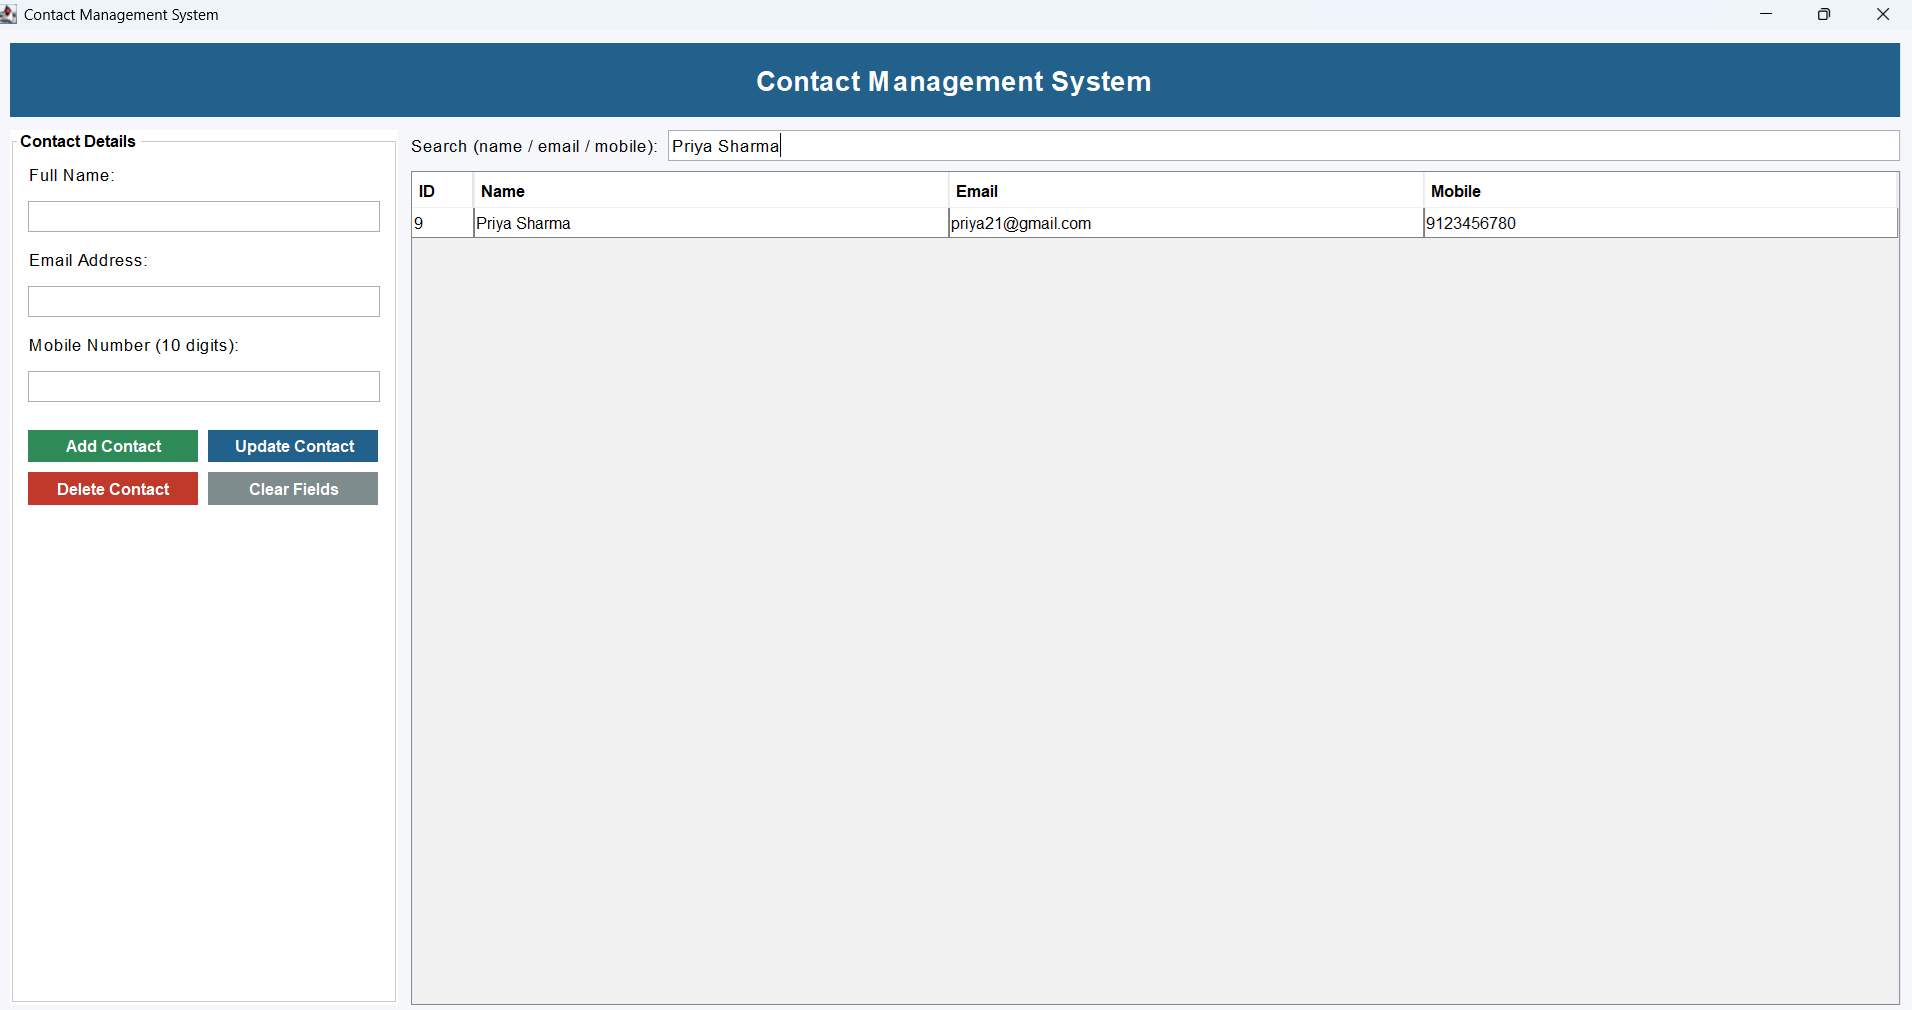 Contact Management System
Contact Management System
Contact Details
Full Name:
Email Address:
Mobile Number (10 digits):
Add Contact Update Contact
Delete Contact Clear Fields
Search (name / email / mobile): Priya Sharma
ID Name Email Mobile
9 Priya Sharma priya21@gmail.com 9123456780